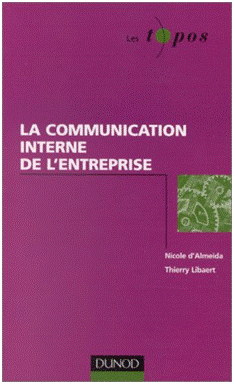 Les topos
LA COMMUNICATION
INTERNE
DE L'ENTREPRISE
Nicole d'Almeida
Thierry Libaert
DUNOD